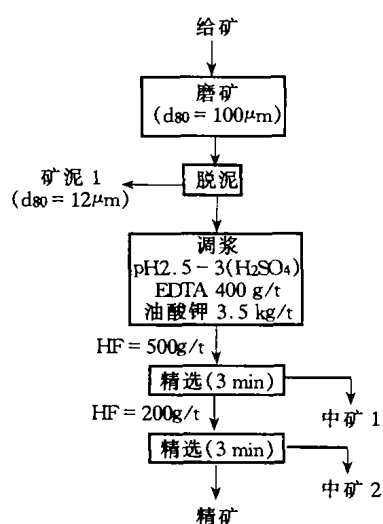 给矿
磨矿
(d80 = 100μm)
矿泥 1
(d80 = 12μm)
脱泥
调浆
pH2.5-3(H2SO4)
EDTA 400 g/t
油酸钾 3.5 kg/t
HF = 500g/t
精选(3 min)
中矿 1
HF = 200g/t
精选(3 min)
中矿 2
精矿